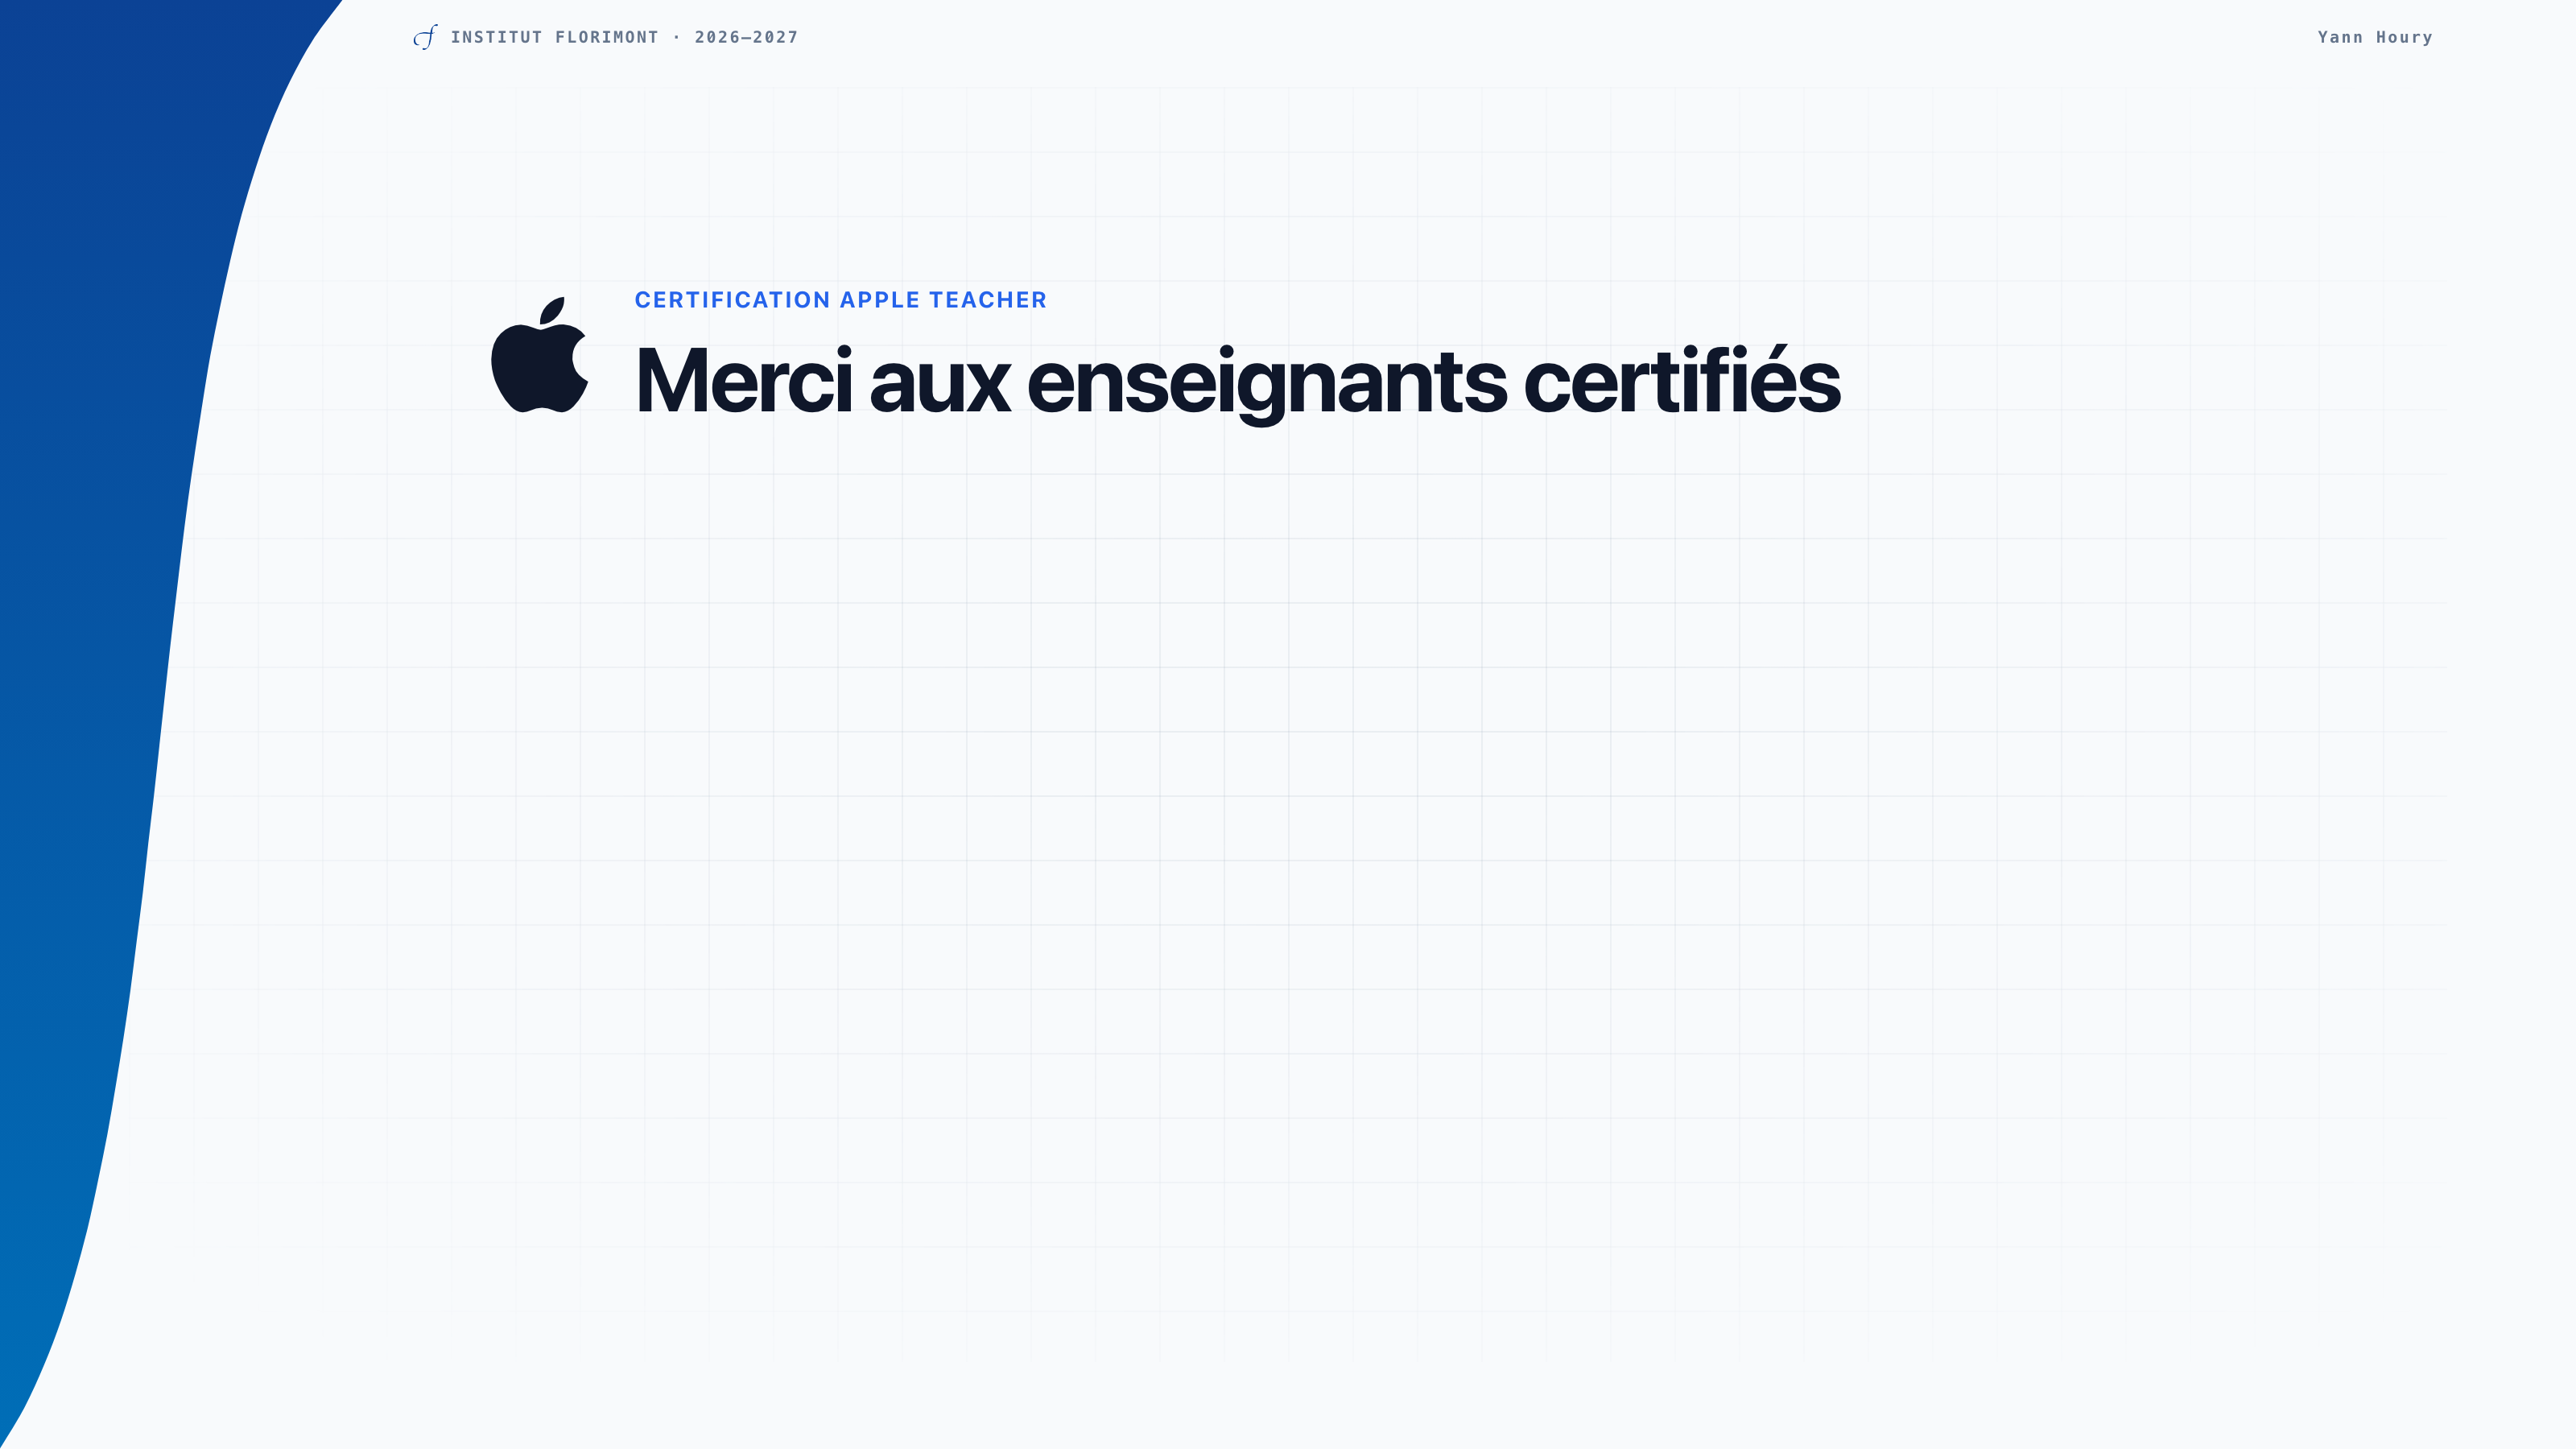 INSTITUT FLORIMONT · 2026–2027
Yann Houry
CERTIFICATION APPLE TEACHER
Merci aux enseignants certifiés